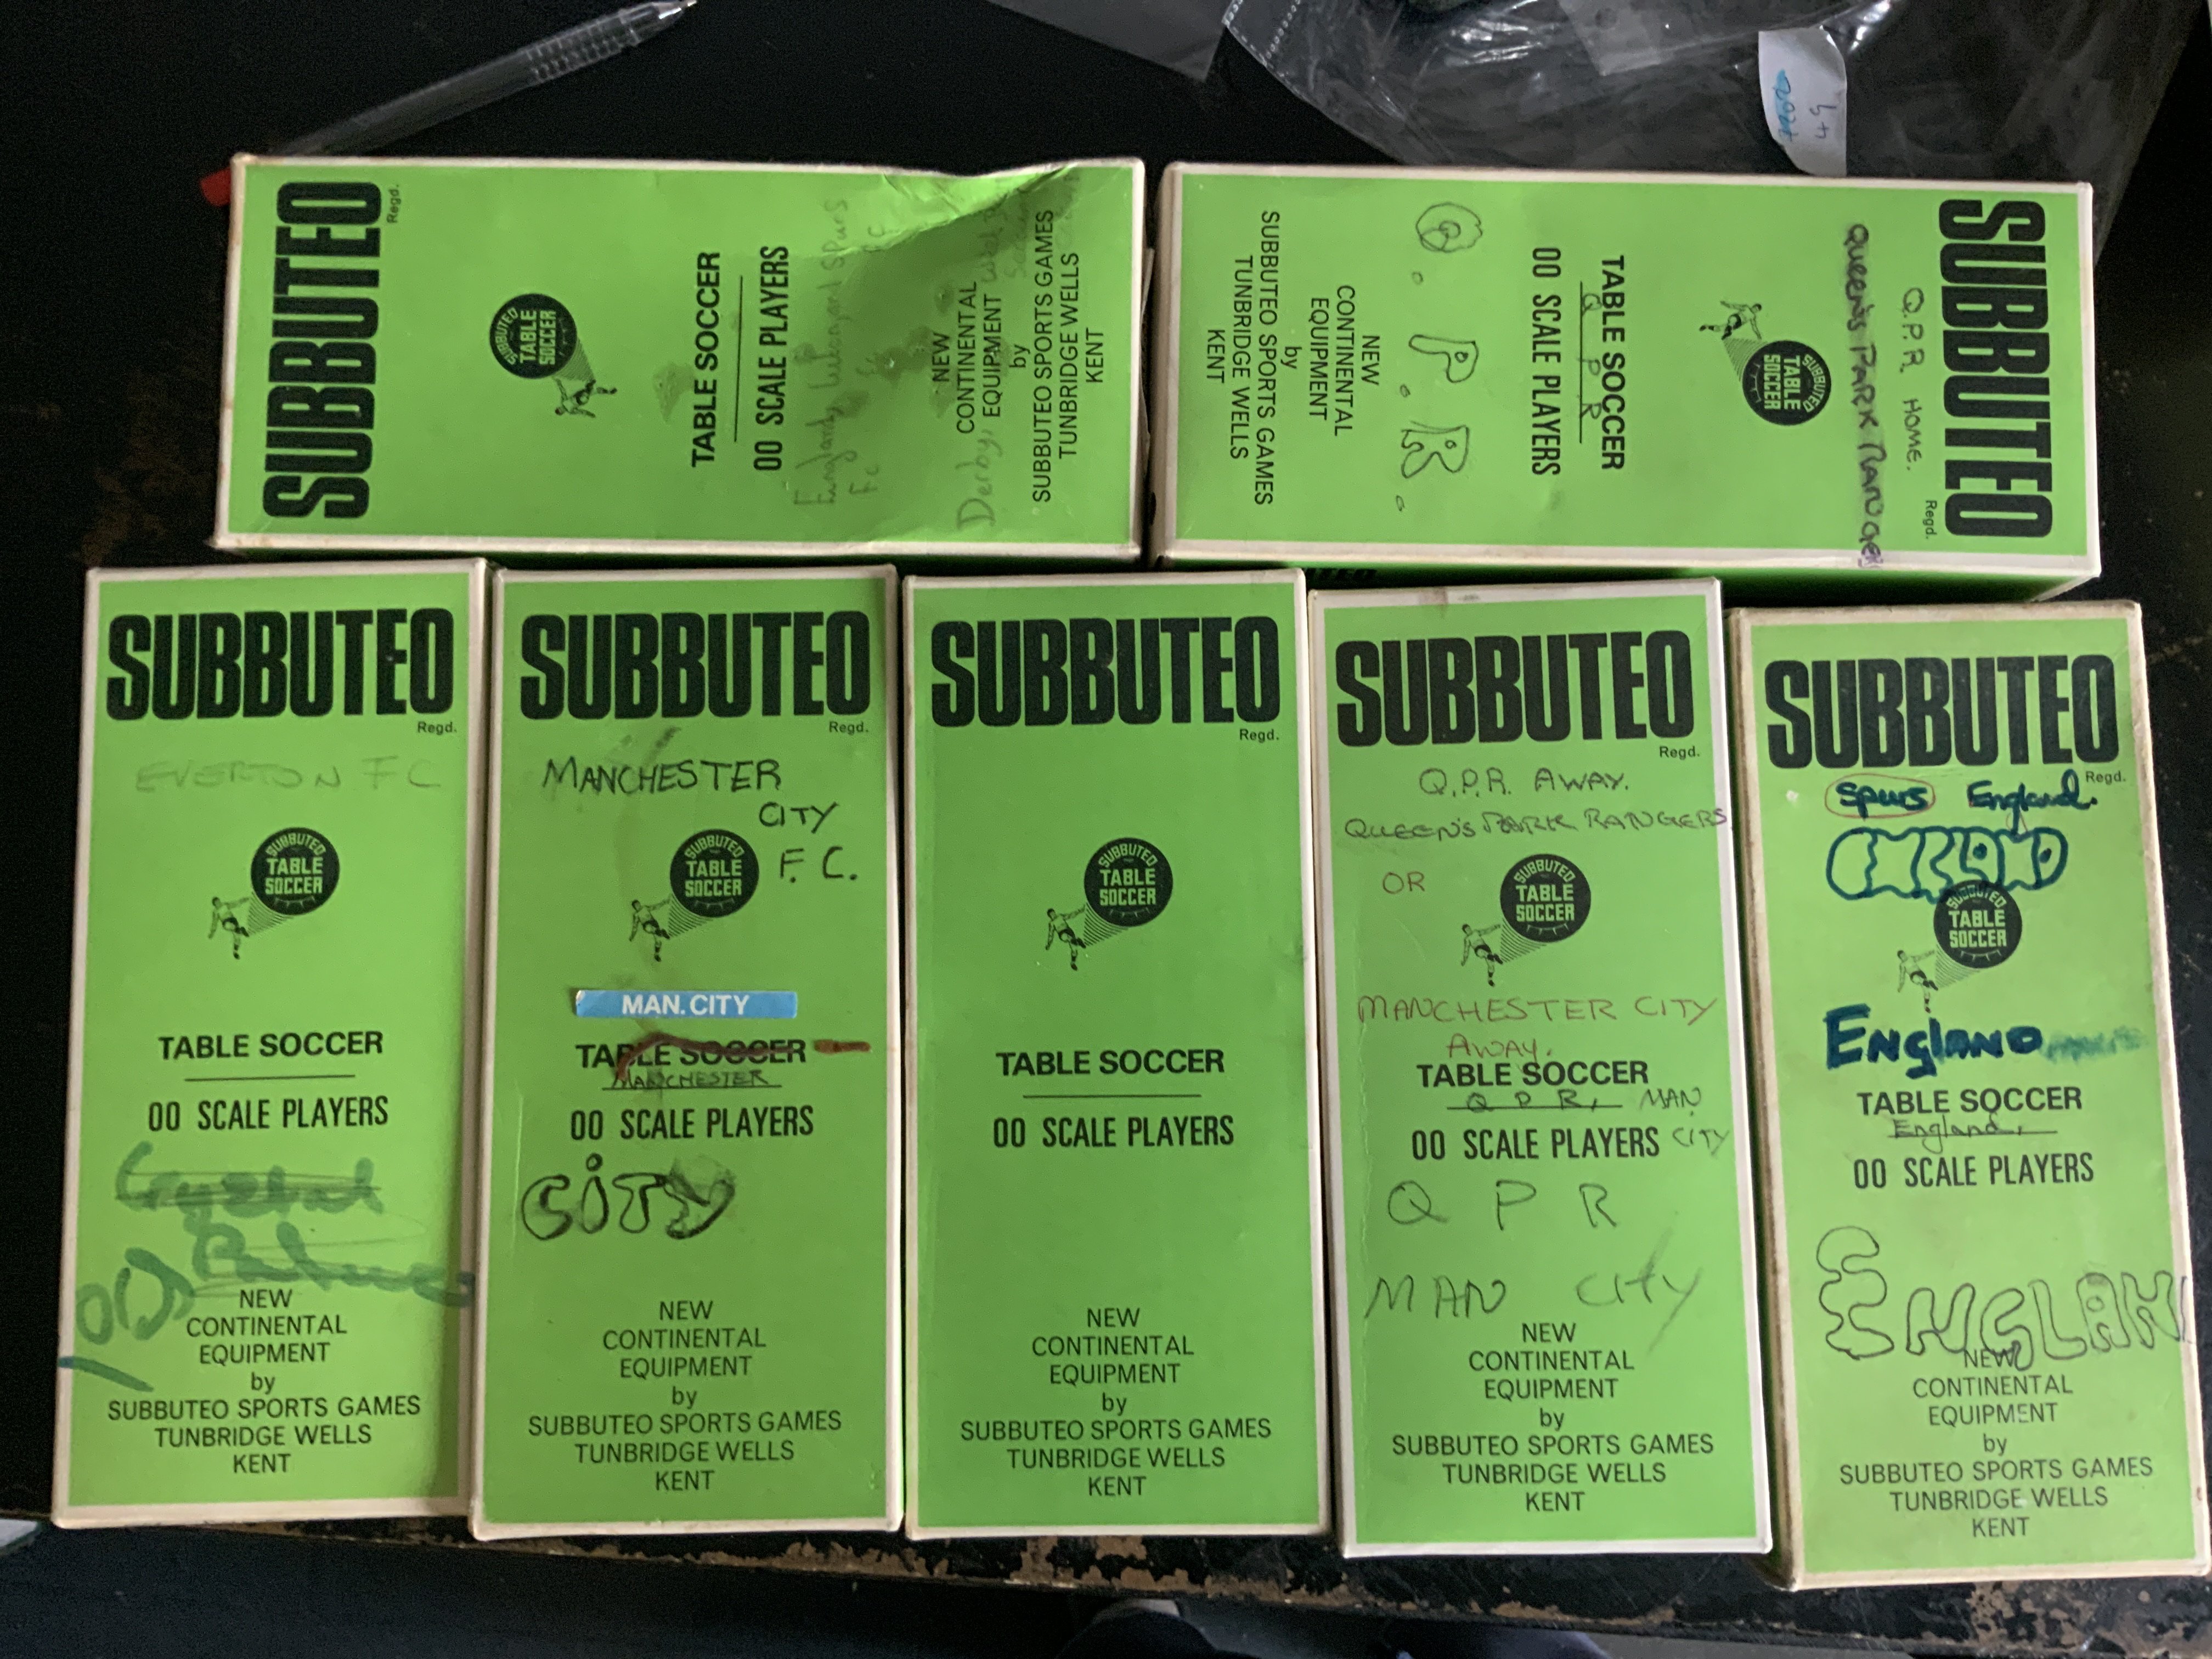 SUBBUTEO
Regd.
SUBBUTEO
TABLE
SOCCER
TABLE SOCCER
00 SCALE PLAYERS
England, Spurs
Fc
FC
NEW
CONTINENTAL
Derby, EQUIPMENT
by
SUBBUTEO SPORTS GAMES
TUNBRIDGE WELLS
KENT
SUBBUTEO
Regd.
Q.P.R. HOME.
QUEEN'S PARK RANGERS
SUBBUTEO
TABLE
SOCCER
TABLE SOCCER
Q P R
00 SCALE PLAYERS
Q.P.R.
NEW
CONTINENTAL
EQUIPMENT
by
SUBBUTEO SPORTS GAMES
TUNBRIDGE WELLS
KENT
SUBBUTEO
Regd.
EVERTON F C
SUBBUTEO
TABLE
SOCCER
TABLE SOCCER
00 SCALE PLAYERS
Crystal
Palace
NEW
CONTINENTAL
EQUIPMENT
by
SUBBUTEO SPORTS GAMES
TUNBRIDGE WELLS
KENT
SUBBUTEO
Regd.
MANCHESTER
CITY
F.C.
SUBBUTEO
TABLE
SOCCER
MAN. CITY
TABLE SOCCER
MANCHESTER
00 SCALE PLAYERS
CiTY
NEW
CONTINENTAL
EQUIPMENT
by
SUBBUTEO SPORTS GAMES
TUNBRIDGE WELLS
KENT
SUBBUTEO
Regd.
SUBBUTEO
TABLE
SOCCER
TABLE SOCCER
00 SCALE PLAYERS
NEW
CONTINENTAL
EQUIPMENT
by
SUBBUTEO SPORTS GAMES
TUNBRIDGE WELLS
KENT
SUBBUTEO
Regd.
Q.P.R. AWAY.
QUEEN'S PARK RANGERS
OR
SUBBUTEO
TABLE
SOCCER
MANCHESTER CITY
AWAY.
TABLE SOCCER
Q P R, MAN
00 SCALE PLAYERS CITY
Q P R
MAN CITY
NEW
CONTINENTAL
EQUIPMENT
by
SUBBUTEO SPORTS GAMES
TUNBRIDGE WELLS
KENT
SUBBUTEO
Regd.
Spurs England.
ENGLAND
SUBBUTEO
TABLE
SOCCER
ENglAND
TABLE SOCCER
England,
00 SCALE PLAYERS
ENGLAN
NEW
CONTINENTAL
EQUIPMENT
by
SUBBUTEO SPORTS GAMES
TUNBRIDGE WELLS
KENT